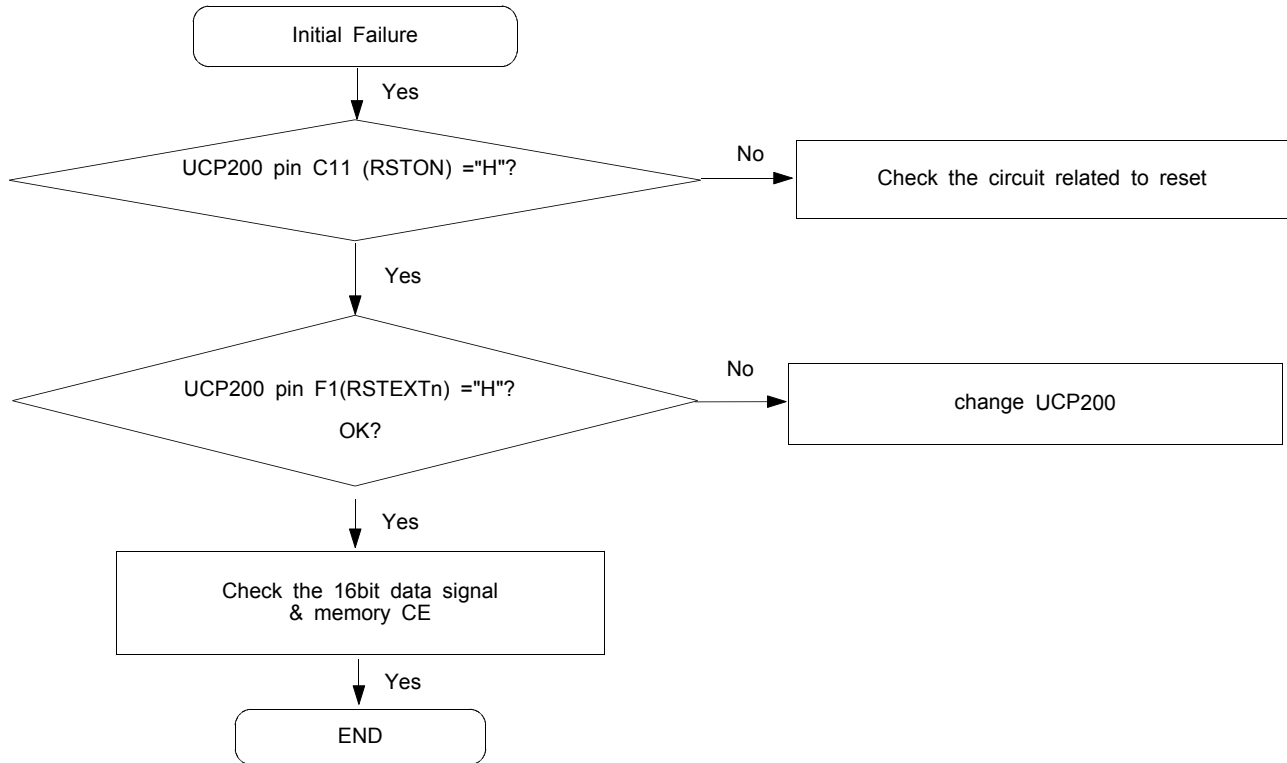 Initial Failure
Yes
UCP200 pin C11 (RSTON) ="H"?
No
Check the circuit related to reset
Yes
UCP200 pin F1(RSTEXTn) ="H"?
OK?
No
change UCP200
Yes
Check the 16bit data signal
& memory CE
Yes
END